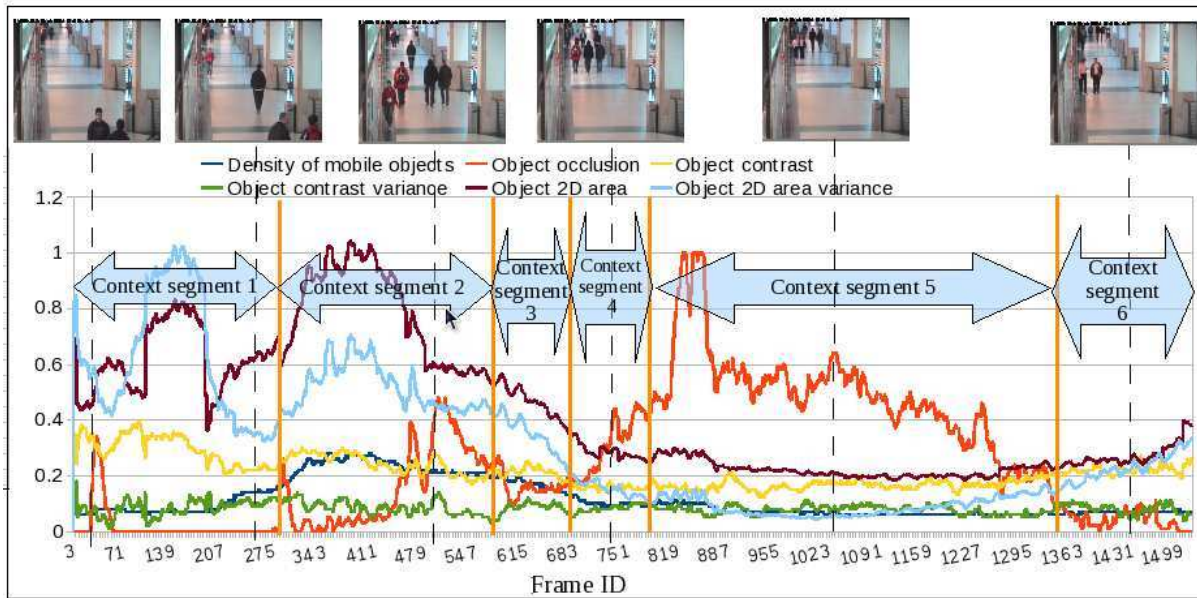 Density of mobile objects Object occlusion Object contrast
Object contrast variance Object 2D area Object 2D area variance
1.2
1
0.8
0.6
0.4
0.2
0
Context segment 1
Context segment 2
Context
segment
3
Context
segment
4
Context segment 5
Context
segment
6
3 71 139 207 275 343 411 479 547 615 683 751 819 887 955 1023 1091 1159 1227 1295 1363 1431 1499
Frame ID